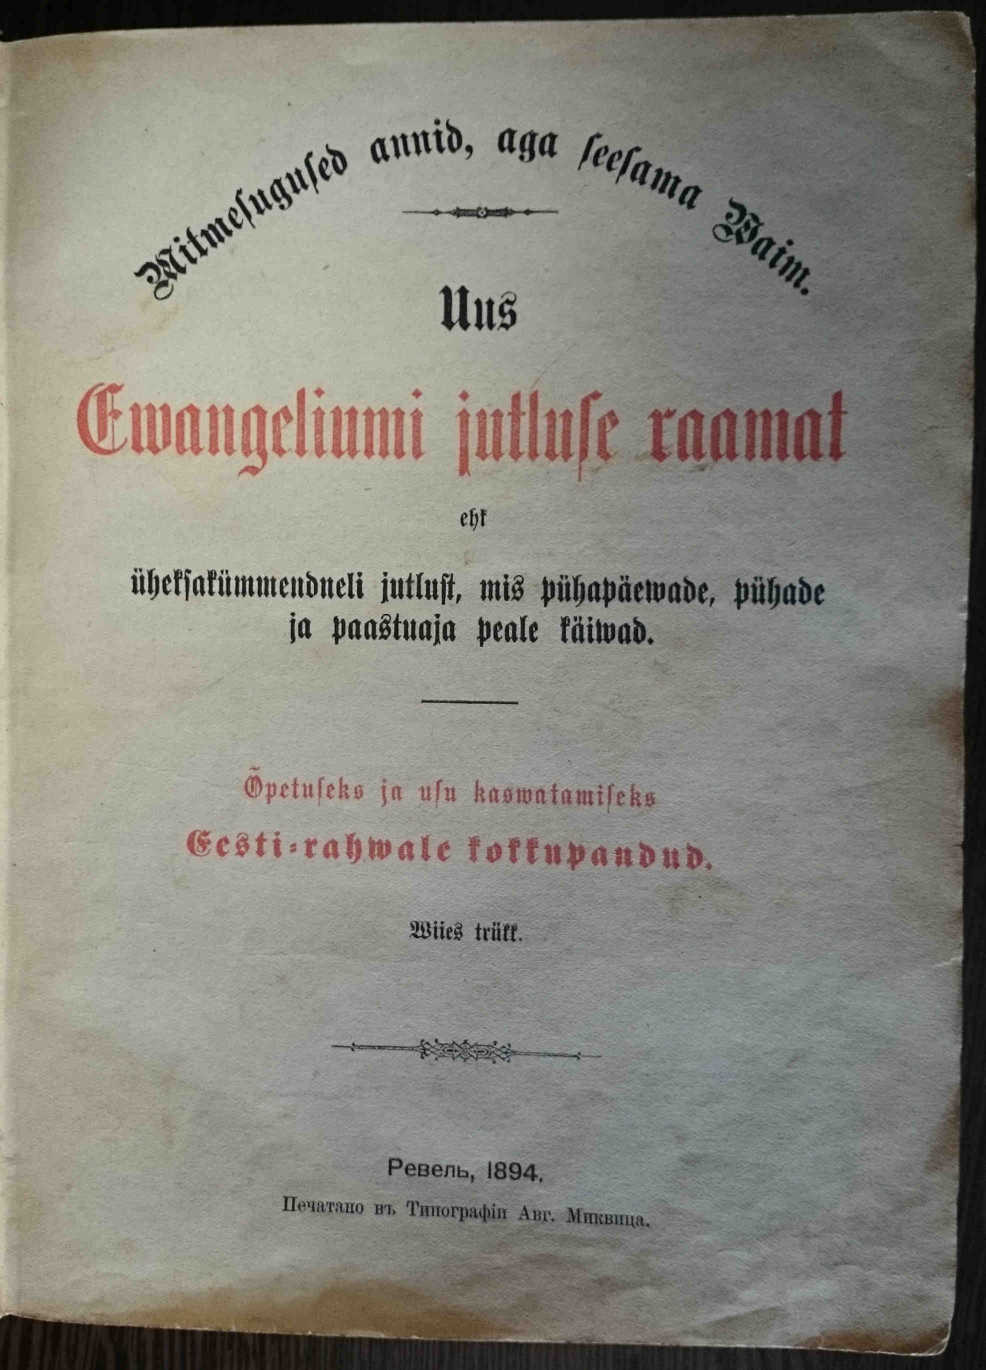 Mitmesugused annid, aga seesama Waim.
Uus
Ewangeliumi jutluse raamat
ehk
üheksakümmendneli jutlust, mis pühapäewade, pühade
ja paastuaja peale käiwad.
Õpetuseks ja usu kaswatamiseks
Eesti-rahwale kokkupandud.
Wiies trükk.
Ревель, 1894.
Печатано въ Типографіи Авг. Миквица.